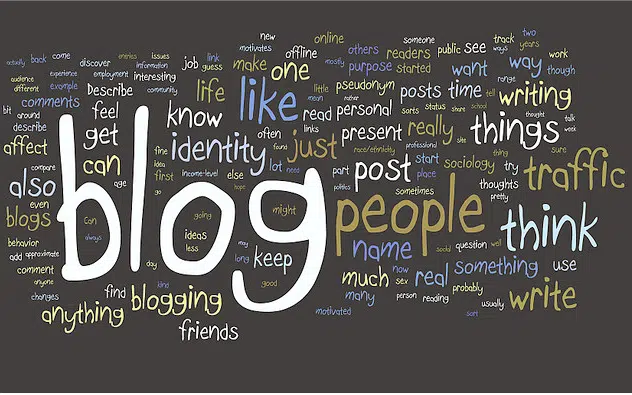 new
two
actually
back
come
discover
entries
issues
information
job
link
guess
motivates
offline
online
others
readers
someone
public
see
track
ways
years
work
audience
different
experience
example
employment
interesting
Describe
community
comments
life
make
one
mostly
purpose
started
little
pseudonym
want
way
though
range
bit
around
describe
feel
know
like
mean
rather
read
personal
posts
time
tell
writing
sorts
status
share
school
affect
get
often
links
present
really
site
things
thought
talk
week
compare
can
fine
identity
found
just
race/ethnicity
professional
thing
sure
also
age
idea
first
income-level
else
lot
need
part
post
start
place
sociology
try
traffic
even
hope
politics
sometimes
thoughts
pretty
blogs
Can
blog
going
might
people
think
behavior
always
ideas
less
may
keep
name
social
question
well
add
approximate
day
long
comment
anyone
kind
good
much
now
sex
real
something
use
changes
find
blogging
many
person
reading
probably
usually
write
anything
friends
motivated
sort